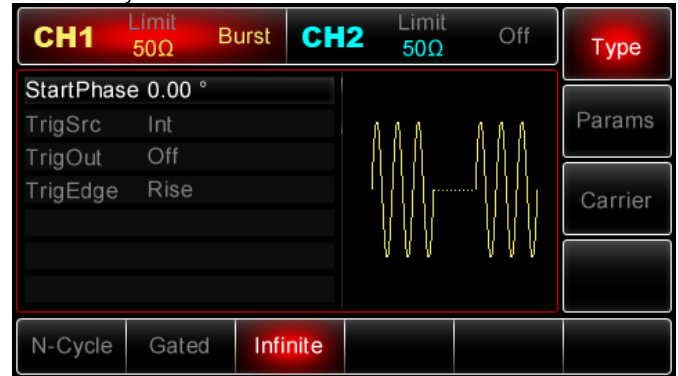 CH1 Limit 50Ω Burst CH2 Limit 50Ω Off Type
StartPhase 0.00 °
TrigSrc Int
Params
TrigOut Off
TrigEdge Rise
Carrier
N-Cycle Gated Infinite